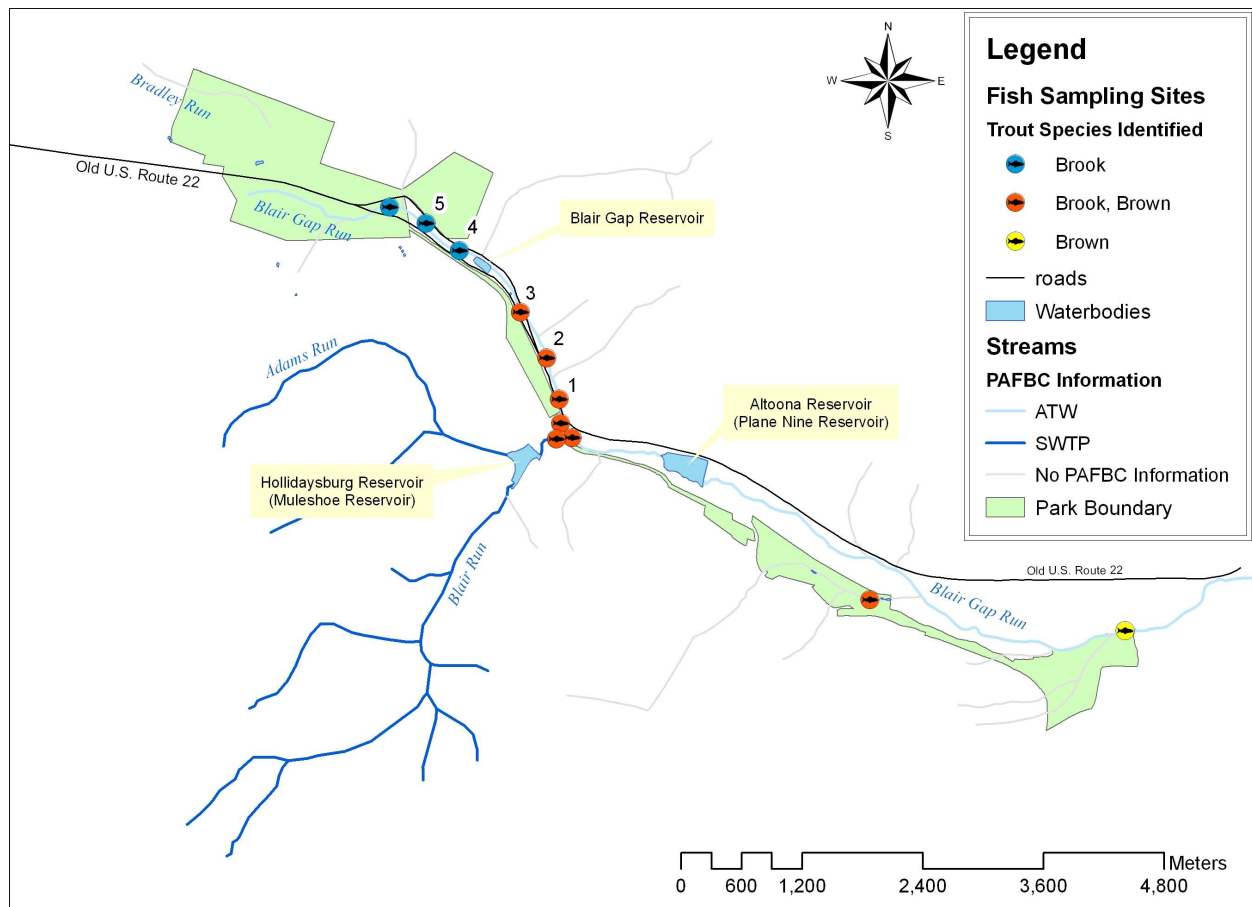 Bradley Run
Old U.S. Route 22
Blair Gap Run
5
4
Blair Gap Reservoir
3
2
1
Adams Run
Altoona Reservoir
(Plane Nine Reservoir)
Hollidaysburg Reservoir
(Muleshoe Reservoir)
Blair Run
Blair Gap Run
Old U.S. Route 22
N
W
E
S
Legend
Fish Sampling Sites
Trout Species Identified
Brook
Brook, Brown
Brown
roads
Waterbodies
Streams
PAFBC Information
ATW
SWTP
No PAFBC Information
Park Boundary
Meters
0 600 1,200 2,400 3,600 4,800